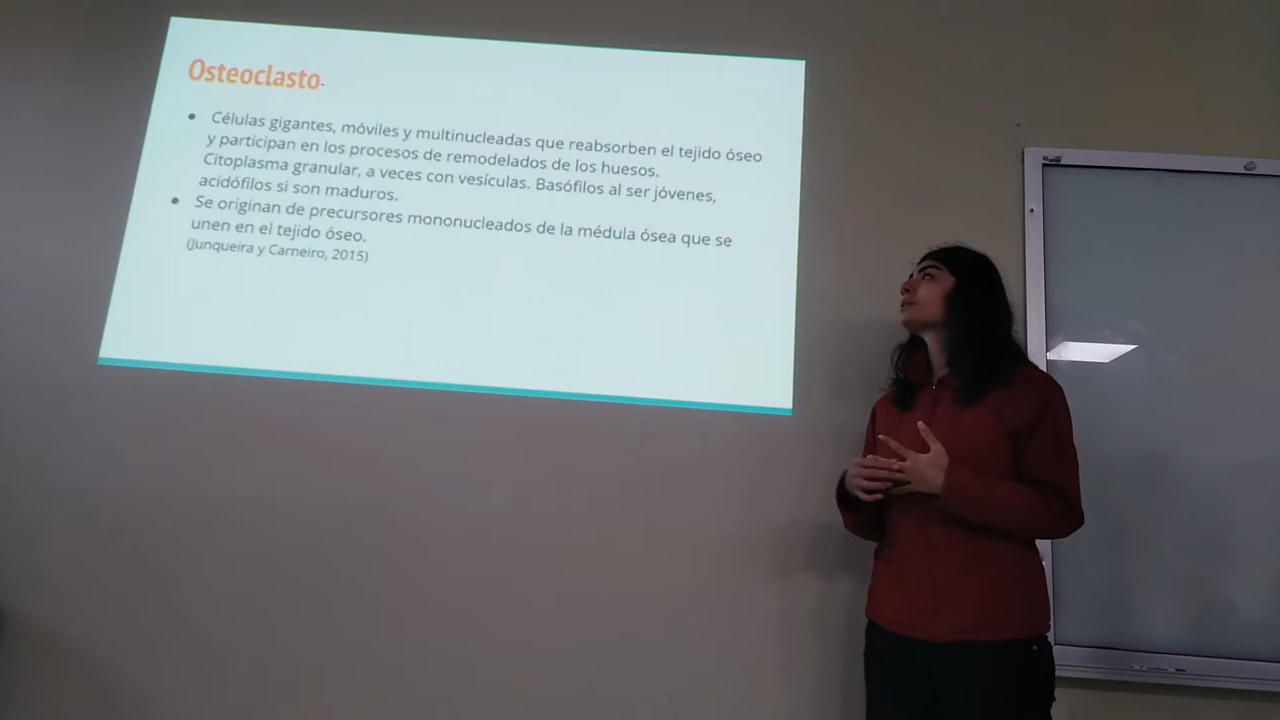 Osteoclasto.
● Células gigantes, móviles y multinucleadas que reabsorben el tejido óseo
y participan en los procesos de remodelados de los huesos.
Citoplasma granular, a veces con vesículas. Basófilos al ser jóvenes,
acidófilos si son maduros.
● Se originan de precursores mononucleados de la médula ósea que se
unen en el tejido óseo.
(Junqueira y Carneiro, 2015)